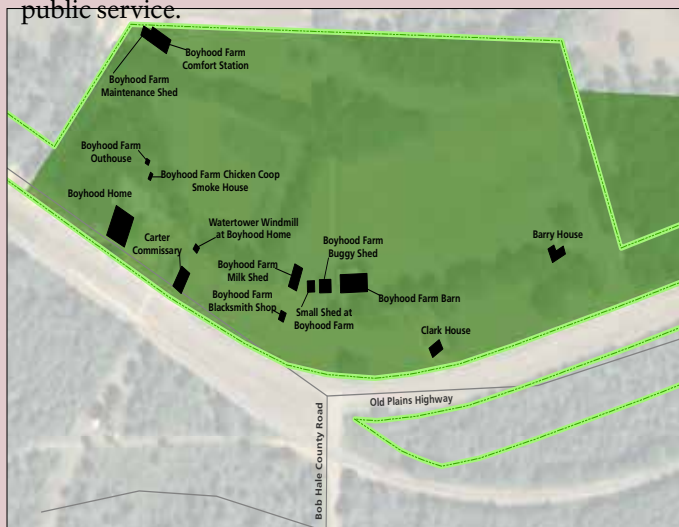 public service.
Boyhood Farm
Comfort Station
Boyhood Farm
Maintenance Shed
Boyhood Farm
Outhouse
Boyhood Farm Chicken Coop
Smoke House
Boyhood Home
Watertower Windmill
at Boyhood Home
Carter
Commissary
Boyhood Farm
Buggy Shed
Barry House
Boyhood Farm
Milk Shed
Boyhood Farm Barn
Boyhood Farm
Blacksmith Shop
Small Shed at
Boyhood Farm
Clark House
Old Plains Highway
Bob Hale County Road